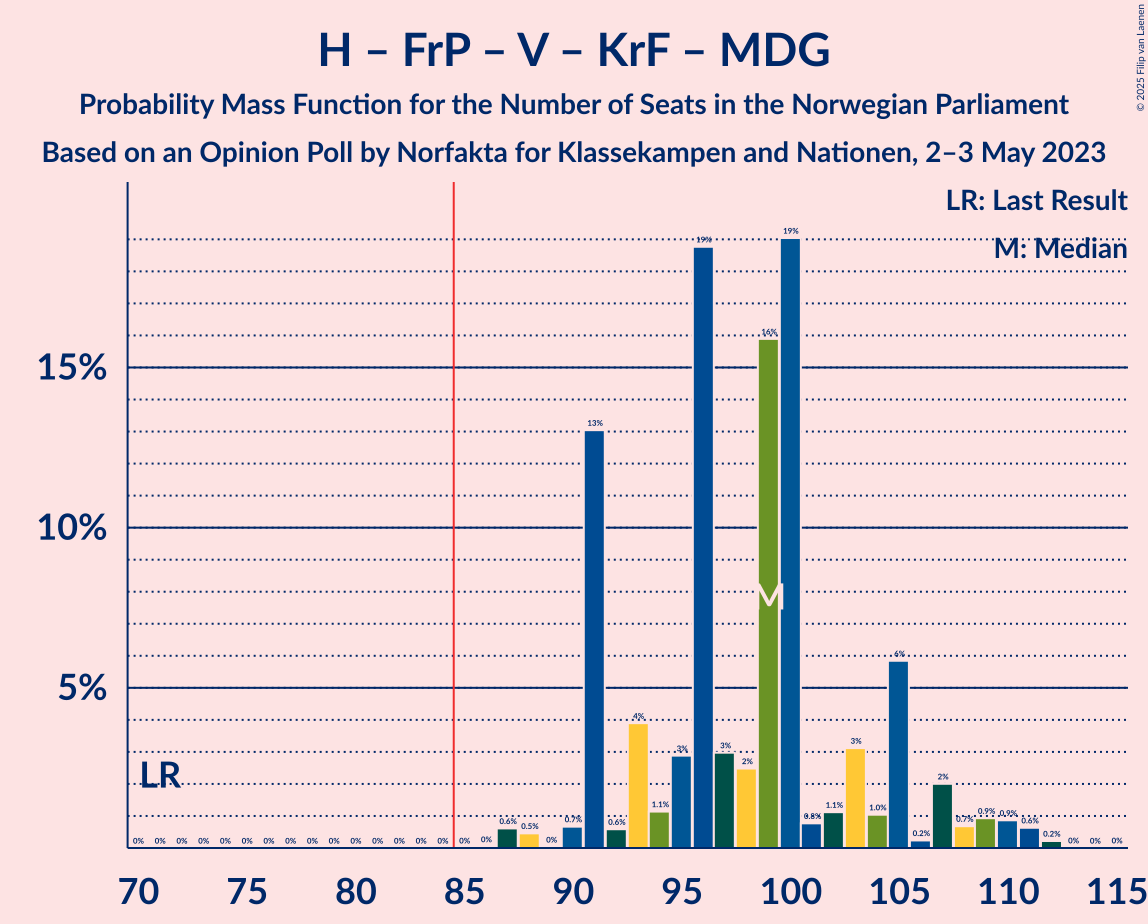 H – FrP – V – KrF – MDG
Probability Mass Function for the Number of Seats in the Norwegian Parliament
Based on an Opinion Poll by Norfakta for Klassekampen and Nationen, 2–3 May 2023
© 2025 Filip van Laenen
LR: Last Result
M: Median
15%
10%
5%
LR
M
0% 0% 0% 0% 0% 0% 0% 0% 0% 0% 0% 0% 0% 0% 0% 0% 0% 0.6% 0.5% 0% 0.7% 13% 0.6% 4% 1.1% 3% 19% 3% 2% 16% 19% 0.8% 1.1% 3% 1.0% 6% 0.2% 2% 0.7% 0.9% 0.9% 0.6% 0.2% 0% 0% 0%
70 75 80 85 90 95 100 105 110 115